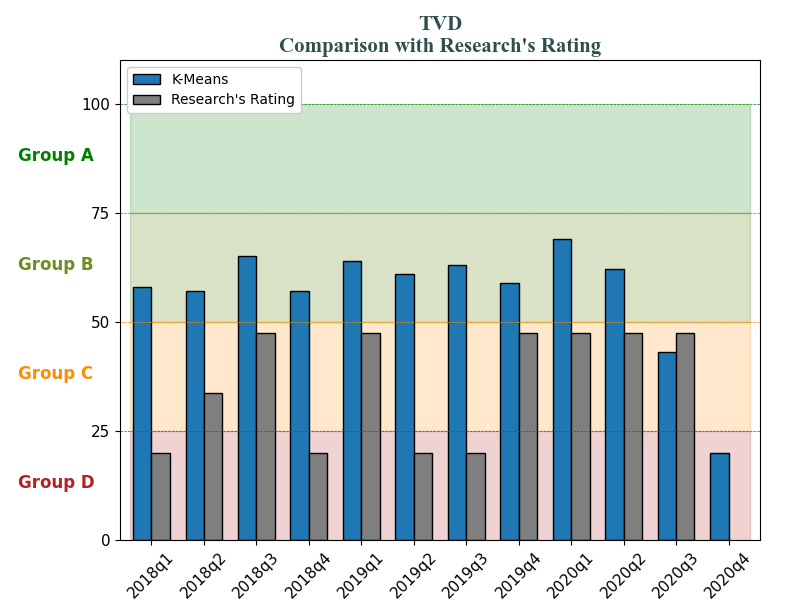 TVD
Comparison with Research's Rating
K-Means
Research's Rating
100
Group A
75
Group B
50
Group C
25
Group D
0
2018q1
2018q2
2018q3
2018q4
2019q1
2019q2
2019q3
2019q4
2020q1
2020q2
2020q3
2020q4